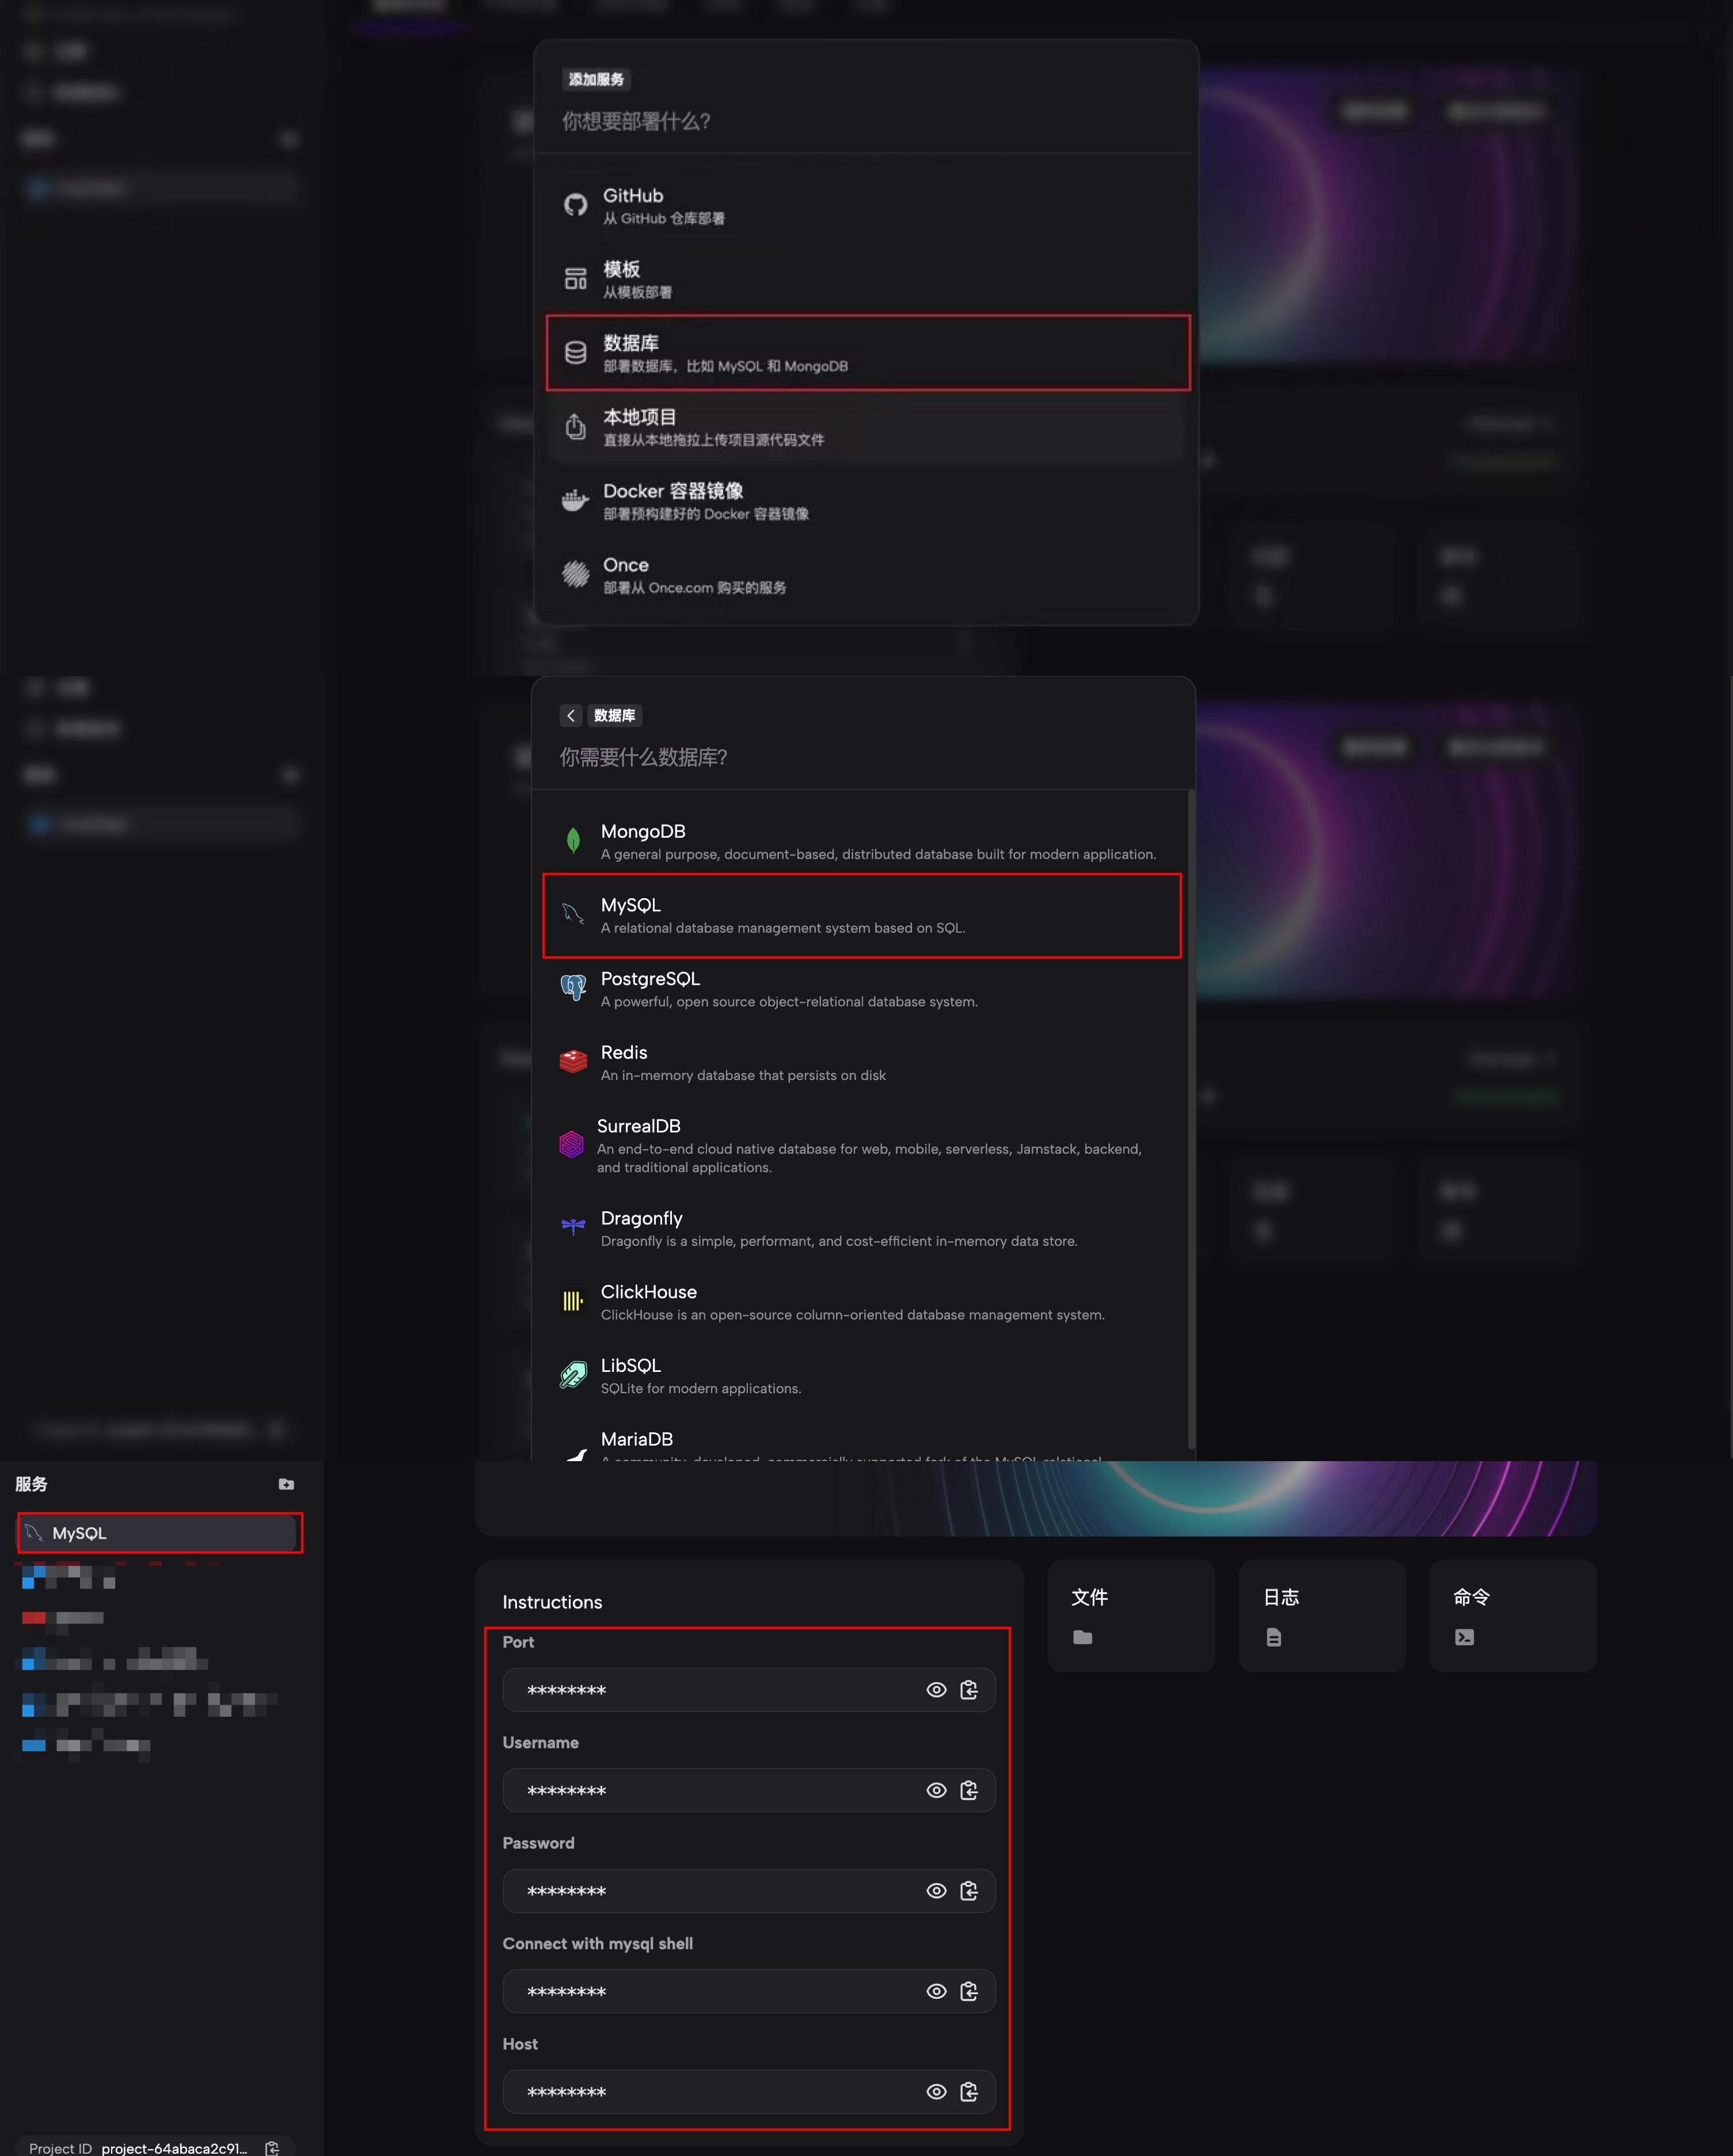 添加服务
你想要部署什么?
GitHub
从 GitHub 仓库部署
模板
从模板部署
数据库
部署数据库，比如 MySQL 和 MongoDB
本地项目
直接从本地拖拉上传项目源代码文件
Docker 容器镜像
部署预构建好的 Docker 容器镜像
Once
部署从 Once.com 购买的服务
数据库
你需要什么数据库?
MongoDB
A general purpose, document-based, distributed database built for modern application.
MySQL
A relational database management system based on SQL.
PostgreSQL
A powerful, open source object-relational database system.
Redis
An in-memory database that persists on disk
SurrealDB
An end-to-end cloud native database for web, mobile, serverless, Jamstack, backend,
and traditional applications.
Dragonfly
Dragonfly is a simple, performant, and cost-efficient in-memory data store.
ClickHouse
ClickHouse is an open-source column-oriented database management system.
LibSQL
SQLite for modern applications.
MariaDB
A community-developed, commercially supported fork of the MySQL relational
服务
MySQL
Instructions
Port
********
Username
********
Password
********
Connect with mysql shell
********
Host
********
文件
日志
命令
Project ID project-64abaca2c91...